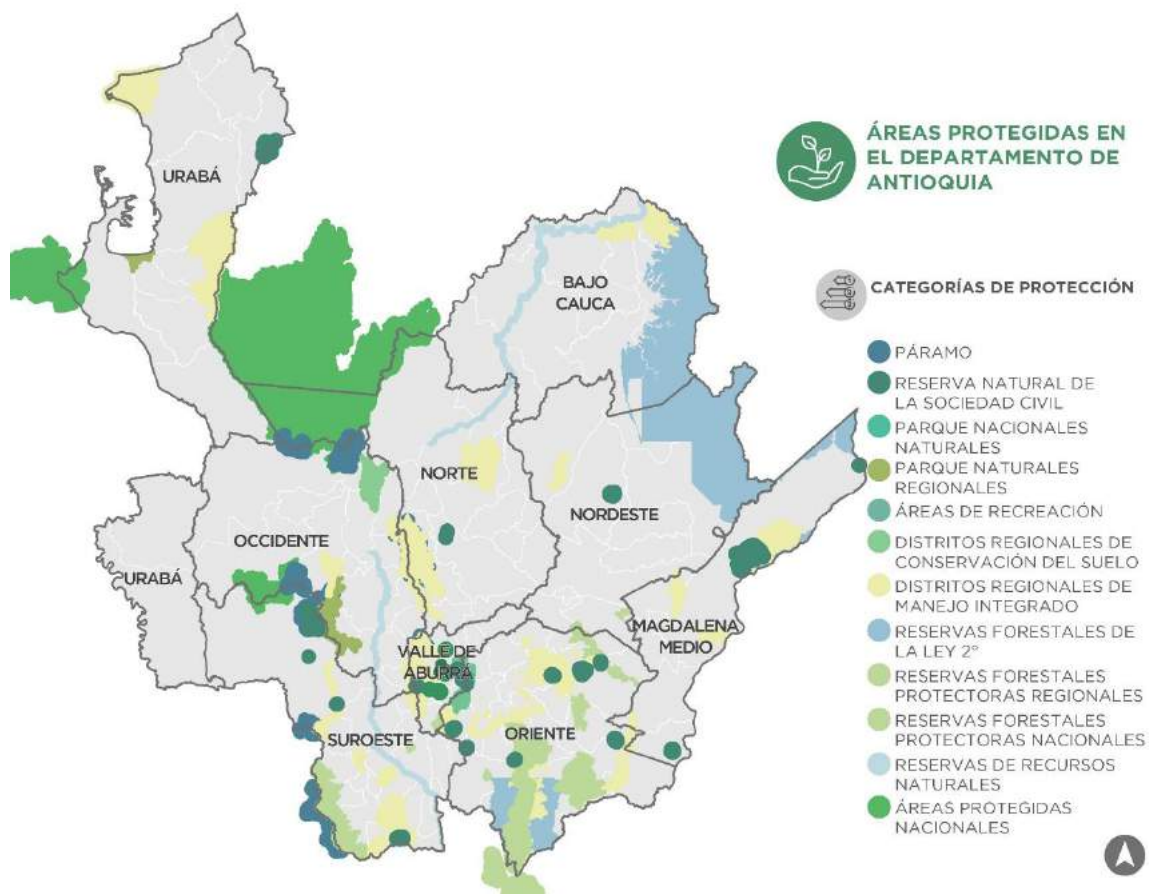 ÁREAS PROTEGIDAS EN
EL DEPARTAMENTO DE
ANTIOQUIA
CATEGORÍAS DE PROTECCIÓN
PÁRAMO
RESERVA NATURAL DE
LA SOCIEDAD CIVIL
PARQUE NACIONALES
NATURALES
PARQUE NATURALES
REGIONALES
ÁREAS DE RECREACIÓN
DISTRITOS REGIONALES DE
CONSERVACIÓN DEL SUELO
DISTRITOS REGIONALES DE
MANEJO INTEGRADO
RESERVAS FORESTALES DE
LA LEY 2º
RESERVAS FORESTALES
PROTECTORAS REGIONALES
RESERVAS FORESTALES
PROTECTORAS NACIONALES
RESERVAS DE RECURSOS
NATURALES
ÁREAS PROTEGIDAS
NACIONALES
URABÁ
BAJO
CAUCA
NORTE
NORDESTE
OCCIDENTE
URABÁ
MAGDALENA
MEDIO
VALLE DE
ABURRÁ
SUROESTE
ORIENTE